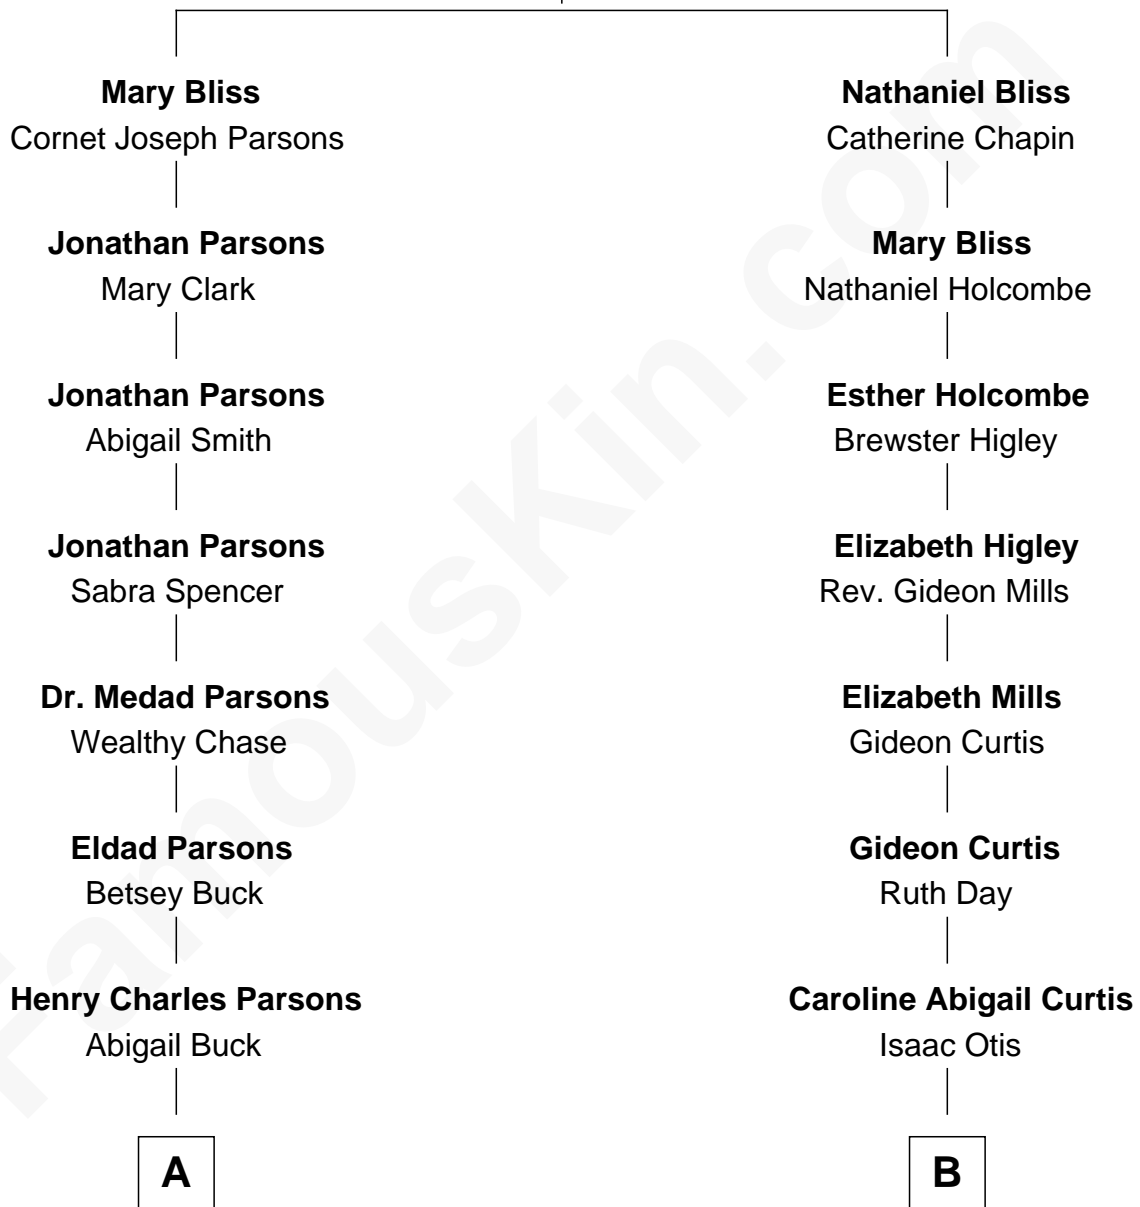 Mary Bliss
Cornet Joseph Parsons
Jonathan Parsons
Mary Clark
Jonathan Parsons
Abigail Smith
Jonathan Parsons
Sabra Spencer
Dr. Medad Parsons
Wealthy Chase
Eldad Parsons
Betsey Buck
Henry Charles Parsons
Abigail Buck
A
Nathaniel Bliss
Catherine Chapin
Mary Bliss
Nathaniel Holcombe
Esther Holcombe
Brewster Higley
Elizabeth Higley
Rev. Gideon Mills
Elizabeth Mills
Gideon Curtis
Gideon Curtis
Ruth Day
Caroline Abigail Curtis
Isaac Otis
B
FamousKin.com